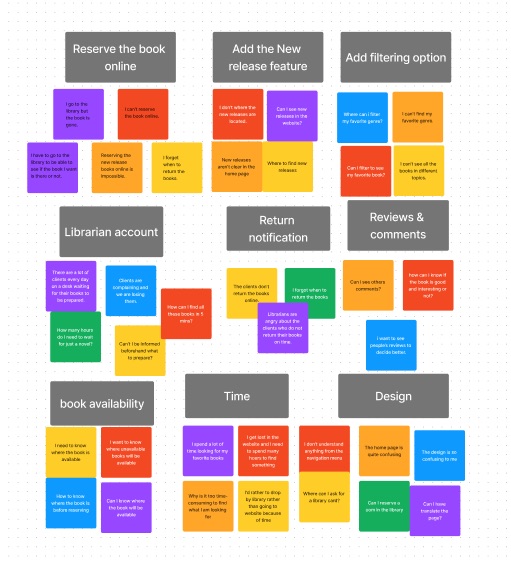 Reserve the book
online
Add the New
release feature
Add filtering option
I go to the
library but
the book is
gone.
I can't reserve
the book online.
I have to go to the
library to be able to
see if the book I want
is there or not.
Reserving the
new release
books online is
impossible.
I forget
when to
return the
books.
I don't where the
new releases are
located.
Can I see new
releases in the
website?
New releases
aren't clear in the
home page
Where to find new
releases
Where can I filter
my favorite genre?
I can't find my
favorite genre.
Can I filter to see
my favorite book?
I can't see all the
books in different
topics.
Librarian account
Return
notification
Reviews &
comments
There are a lot of
clients every day
on a desk waiting
for their books to
be prepared.
Clients are
complaining and
we are losing
them.
How can I find all
these books in 5
mins?
How many hours
do I need to wait
for just a novel?
Can't I be informed
beforehand what
to prepare?
The clients don't
return the books
online.
I forget when to
return the books
Librarians are
angry about the
clients who do not
return their books
on time.
Can I see others
comments?
how can I know if
the book is good
and interesting or
not?
I want to see
people's reviews to
decide better.
book availability
Time
Design
I need to know
where the book is
available
I want to know
where unavailable
books will be
available
How to know
where the book is
before reserving
Can I know where
the book will be
available
I spend a lot of
time looking for my
favorite books
I get lost in the
website and I need
to spend many
hours to find
something
Why is it too time-
consuming to find
what I am looking
for
I'd rather to drop
by library rather
than going to
website because of
time
I don't understand
anything from the
navigation menu
The home page is
quite confusing
The design is so
confusing to me
Where can I ask for
a library card?
Can I reserve a
room in the library
Can I have
translate the
page?